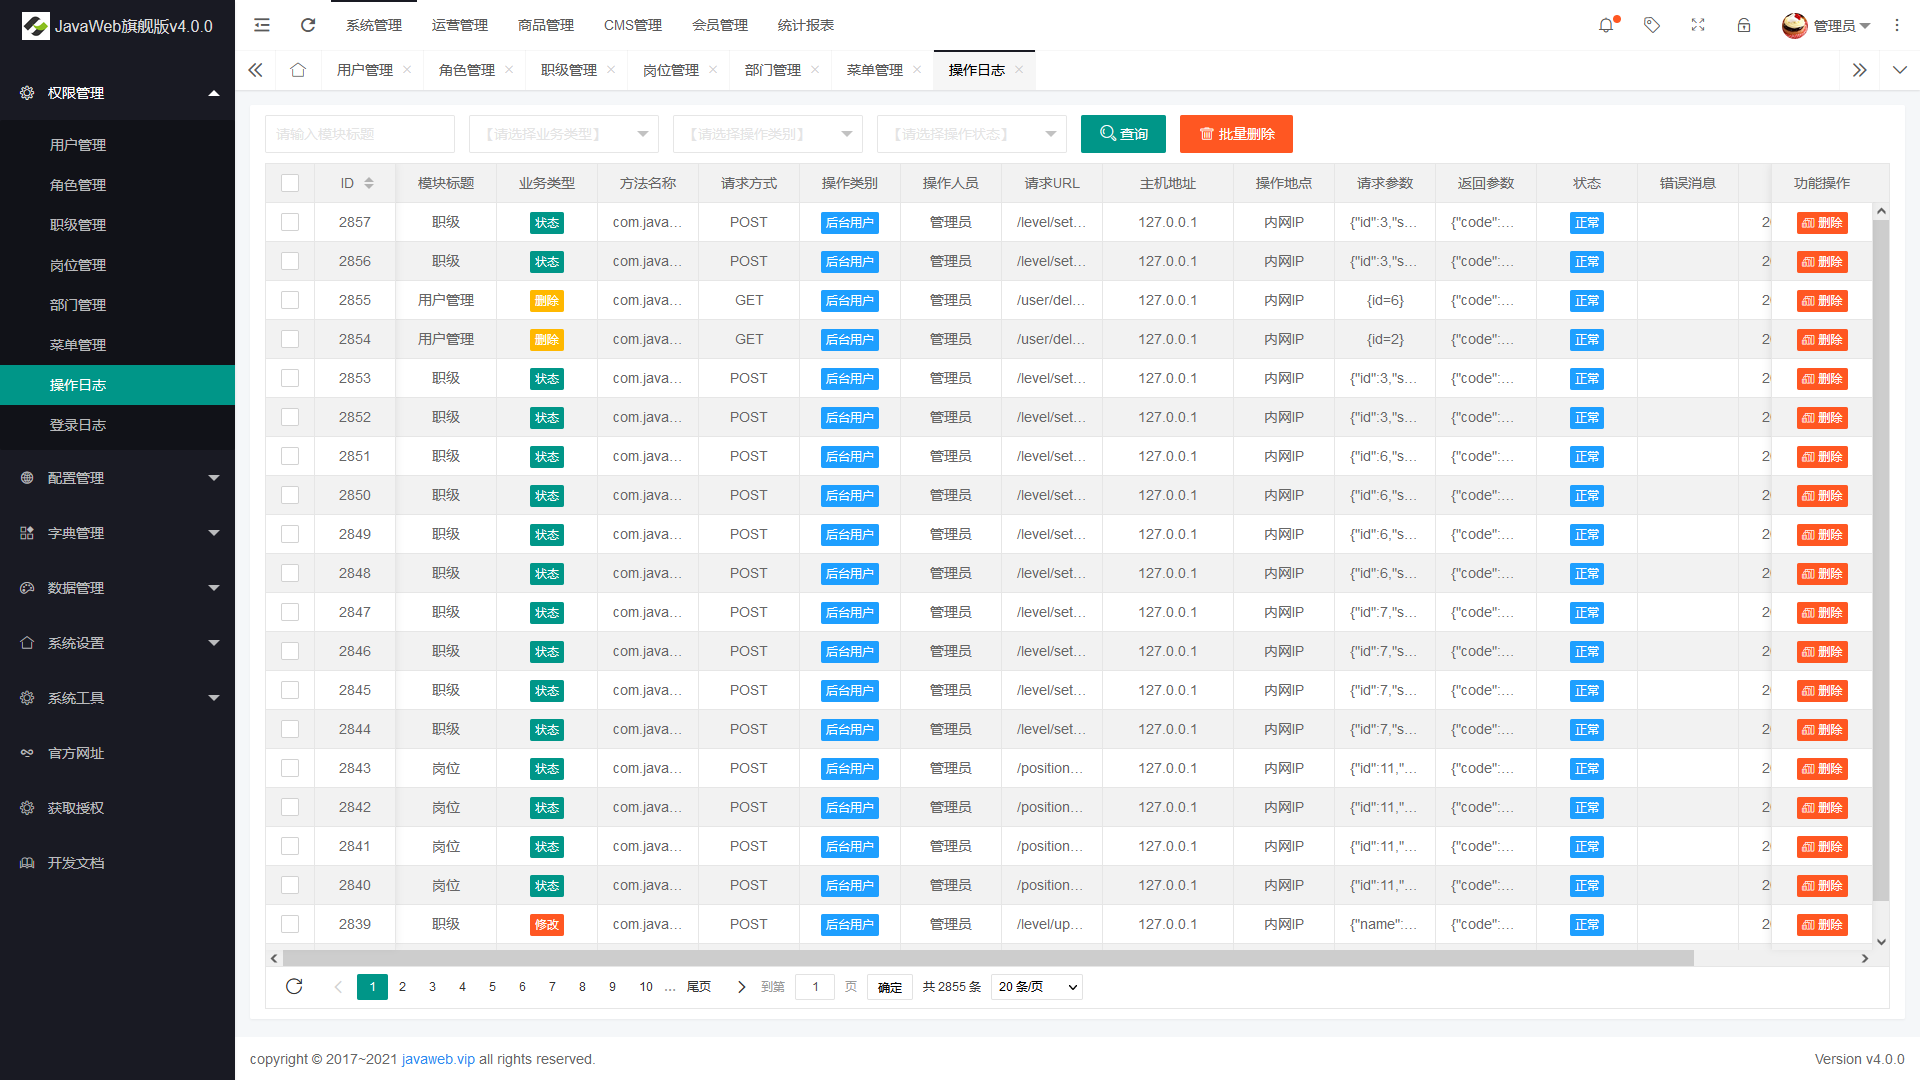 JavaWeb旗舰版v4.0.0
系统管理 运营管理 商品管理 CMS管理 会员管理 统计报表 管理员
用户管理 角色管理 职级管理 岗位管理 部门管理 菜单管理 操作日志
权限管理
用户管理
角色管理
职级管理
岗位管理
部门管理
菜单管理
操作日志
登录日志
配置管理
字典管理
数据管理
系统设置
系统工具
官方网址
获取授权
开发文档
请输入模块标题 【请选择业务类型】 【请选择操作类别】 【请选择操作状态】 查询 批量删除
ID 模块标题 业务类型 方法名称 请求方式 操作类别 操作人员 请求URL 主机地址 操作地点 请求参数 返回参数 状态 错误消息 功能操作
2857 职级 状态 com.java... POST 后台用户 管理员 /level/set... 127.0.0.1 内网IP {"id":3,"s... {"code":... 正常 2 删除
2856 职级 状态 com.java... POST 后台用户 管理员 /level/set... 127.0.0.1 内网IP {"id":3,"s... {"code":... 正常 2 删除
2855 用户管理 删除 com.java... GET 后台用户 管理员 /user/del... 127.0.0.1 内网IP {id=6} {"code":... 正常 2 删除
2854 用户管理 删除 com.java... GET 后台用户 管理员 /user/del... 127.0.0.1 内网IP {id=2} {"code":... 正常 2 删除
2853 职级 状态 com.java... POST 后台用户 管理员 /level/set... 127.0.0.1 内网IP {"id":3,"s... {"code":... 正常 2 删除
2852 职级 状态 com.java... POST 后台用户 管理员 /level/set... 127.0.0.1 内网IP {"id":3,"s... {"code":... 正常 2 删除
2851 职级 状态 com.java... POST 后台用户 管理员 /level/set... 127.0.0.1 内网IP {"id":6,"s... {"code":... 正常 2 删除
2850 职级 状态 com.java... POST 后台用户 管理员 /level/set... 127.0.0.1 内网IP {"id":6,"s... {"code":... 正常 2 删除
2849 职级 状态 com.java... POST 后台用户 管理员 /level/set... 127.0.0.1 内网IP {"id":6,"s... {"code":... 正常 2 删除
2848 职级 状态 com.java... POST 后台用户 管理员 /level/set... 127.0.0.1 内网IP {"id":6,"s... {"code":... 正常 2 删除
2847 职级 状态 com.java... POST 后台用户 管理员 /level/set... 127.0.0.1 内网IP {"id":7,"s... {"code":... 正常 2 删除
2846 职级 状态 com.java... POST 后台用户 管理员 /level/set... 127.0.0.1 内网IP {"id":7,"s... {"code":... 正常 2 删除
2845 职级 状态 com.java... POST 后台用户 管理员 /level/set... 127.0.0.1 内网IP {"id":7,"s... {"code":... 正常 2 删除
2844 职级 状态 com.java... POST 后台用户 管理员 /level/set... 127.0.0.1 内网IP {"id":7,"s... {"code":... 正常 2 删除
2843 岗位 状态 com.java... POST 后台用户 管理员 /position... 127.0.0.1 内网IP {"id":11,"... {"code":... 正常 2 删除
2842 岗位 状态 com.java... POST 后台用户 管理员 /position... 127.0.0.1 内网IP {"id":11,"... {"code":... 正常 2 删除
2841 岗位 状态 com.java... POST 后台用户 管理员 /position... 127.0.0.1 内网IP {"id":11,"... {"code":... 正常 2 删除
2840 岗位 状态 com.java... POST 后台用户 管理员 /position... 127.0.0.1 内网IP {"id":11,"... {"code":... 正常 2 删除
2839 职级 修改 com.java... POST 后台用户 管理员 /level/up... 127.0.0.1 内网IP {"name":... {"code":... 正常 2 删除
1 2 3 4 5 6 7 8 9 10 ... 尾页 到第 1 页 确定 共 2855 条 20 条/页
copyright © 2017~2021 javaweb.vip all rights reserved. Version v4.0.0